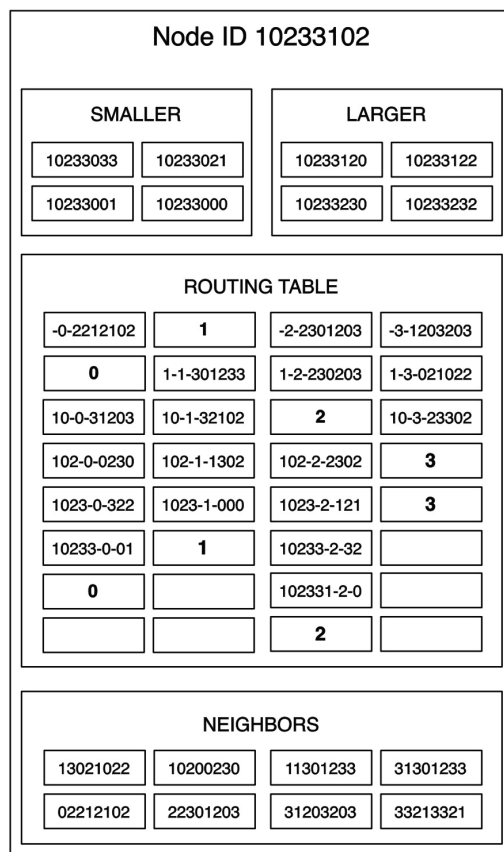 Node ID 10233102
SMALLER
10233033 10233021
10233001 10233000
LARGER
10233120 10233122
10233230 10233232
ROUTING TABLE
-0-2212102 1 -2-2301203 -3-1203203
0 1-1-301233 1-2-230203 1-3-021022
10-0-31203 10-1-32102 2 10-3-23302
102-0-0230 102-1-1302 102-2-2302 3
1023-0-322 1023-1-000 1023-2-121 3
10233-0-01 1 10233-2-32
0 102331-2-0
2
NEIGHBORS
13021022 10200230 11301233 31301233
02212102 22301203 31203203 33213321